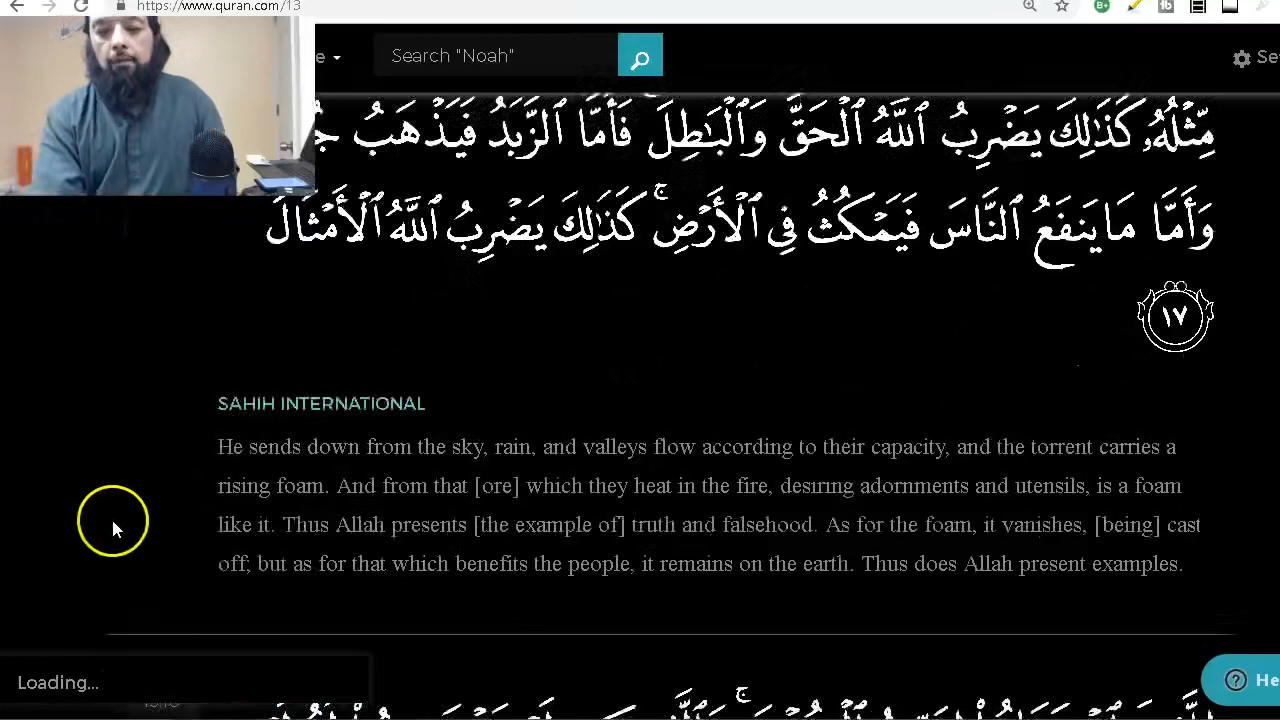 https://www.quran.com/13
Search "Noah"
مِّثْلُهُۥ كَذَٰلِكَ يَضْرِبُ ٱللَّهُ ٱلْحَقَّ وَٱلْبَٰطِلَ فَأَمَّا ٱلزَّبَدُ فَيَذْهَبُ
وَأَمَّا مَا يَنفَعُ ٱلنَّاسَ فَيَمْكُثُ فِى ٱلْأَرْضِ ۚ كَذَٰلِكَ يَضْرِبُ ٱللَّهُ ٱلْأَمْثَالَ
١٧
SAHIH INTERNATIONAL
He sends down from the sky, rain, and valleys flow according to their capacity, and the torrent carries a
rising foam. And from that [ore] which they heat in the fire, desiring adornments and utensils, is a foam
like it. Thus Allah presents [the example of] truth and falsehood. As for the foam, it vanishes, [being] cast
off; but as for that which benefits the people, it remains on the earth. Thus does Allah present examples.
Loading...